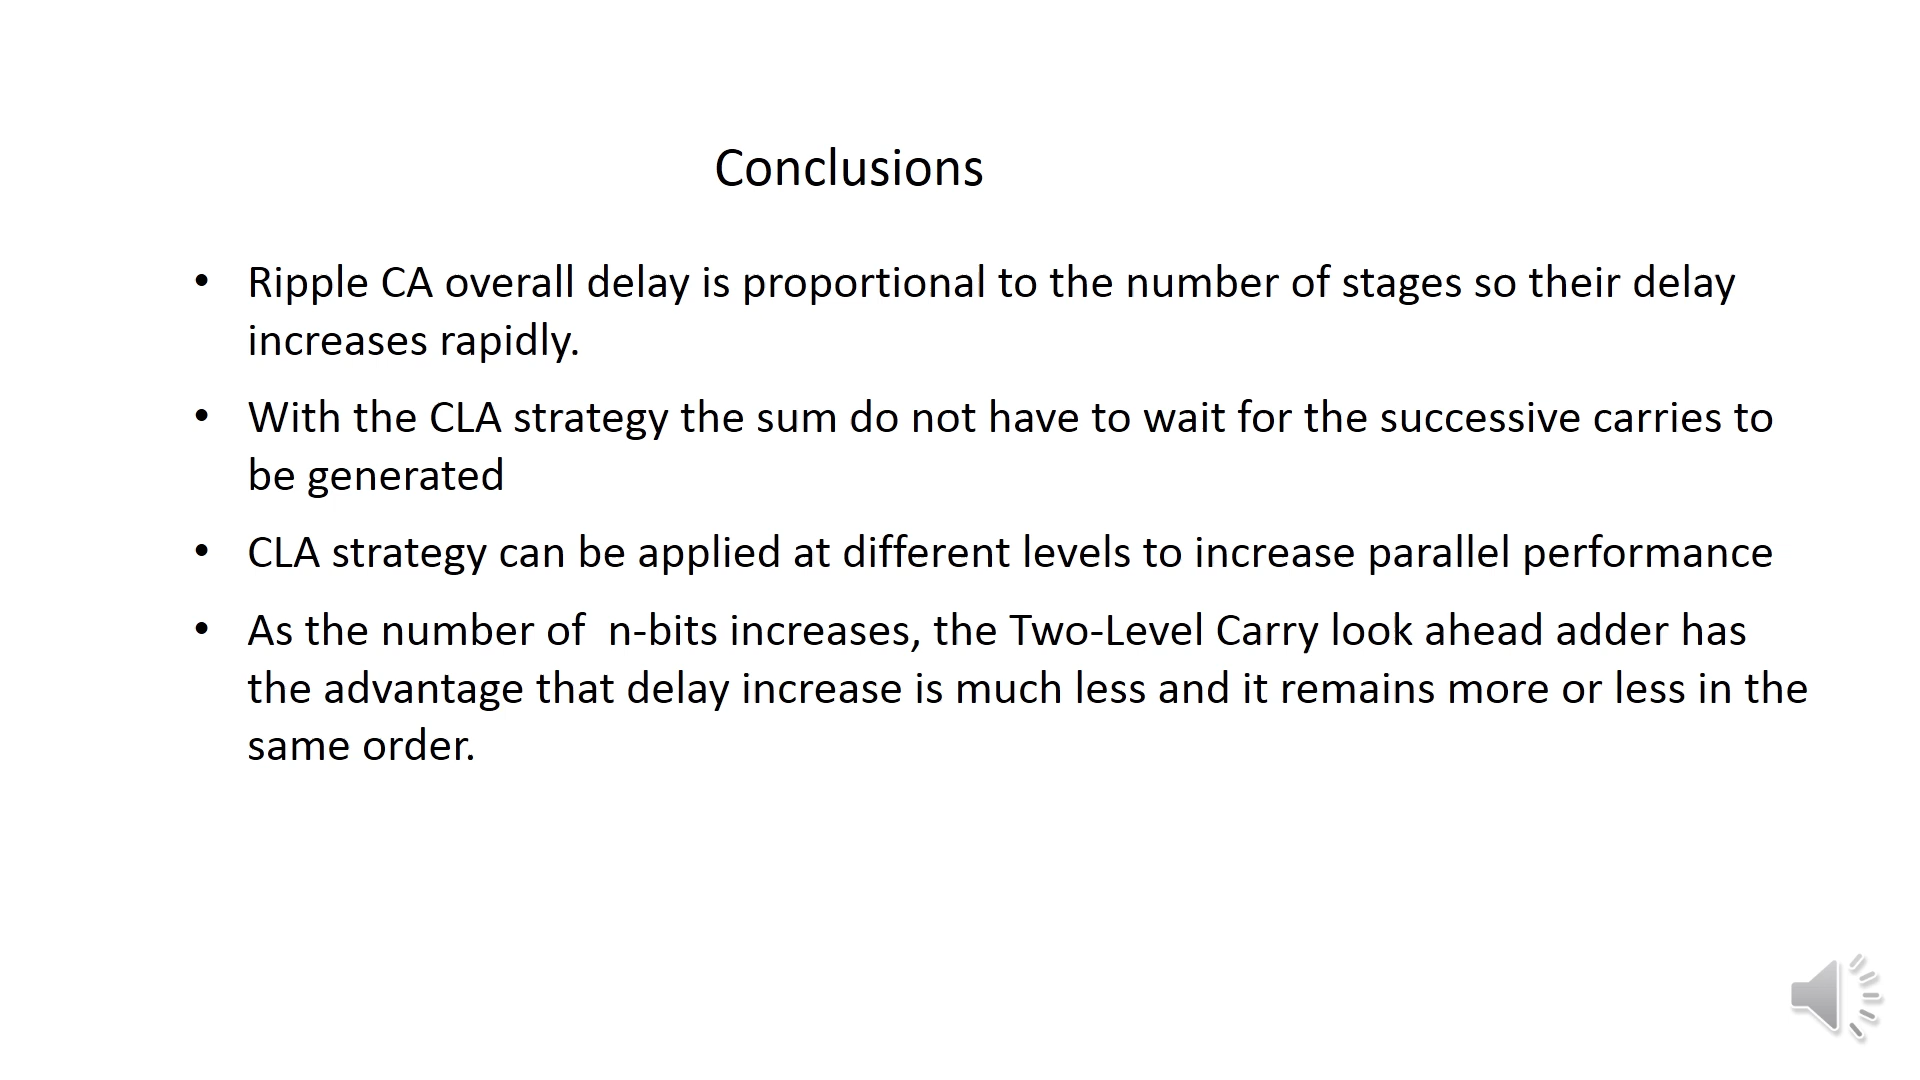 Conclusions
• Ripple CA overall delay is proportional to the number of stages so their delay
increases rapidly.
• With the CLA strategy the sum do not have to wait for the successive carries to
be generated
• CLA strategy can be applied at different levels to increase parallel performance
• As the number of  n-bits increases, the Two-Level Carry look ahead adder has
the advantage that delay increase is much less and it remains more or less in the
same order.